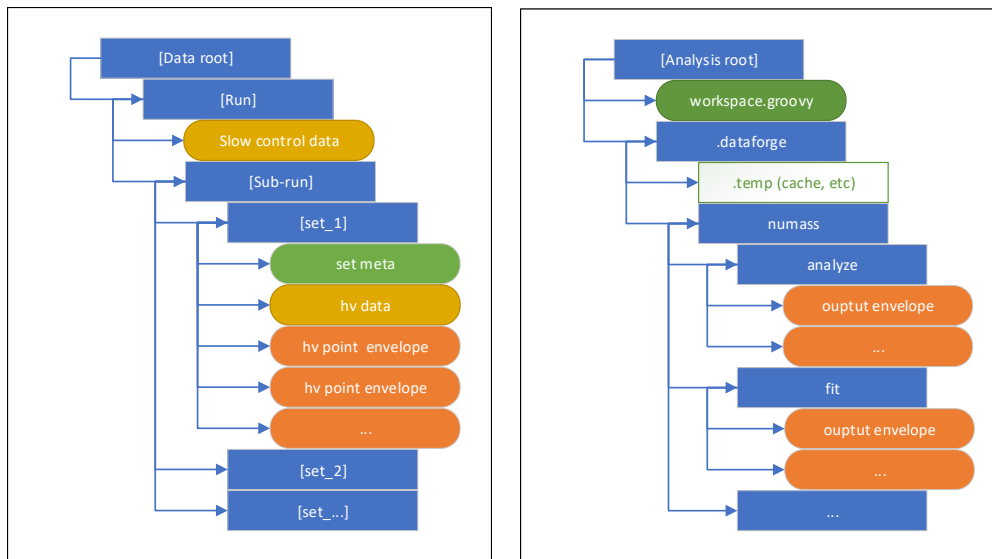 [Data root]
[Run]
Slow control data
[Sub-run]
[set_1]
set meta
hv data
hv point  envelope
hv point envelope
...
[set_2]
[set_...]
[Analysis root]
workspace.groovy
.dataforge
.temp (cache, etc)
numass
analyze
ouptut envelope
...
fit
ouptut envelope
...
...